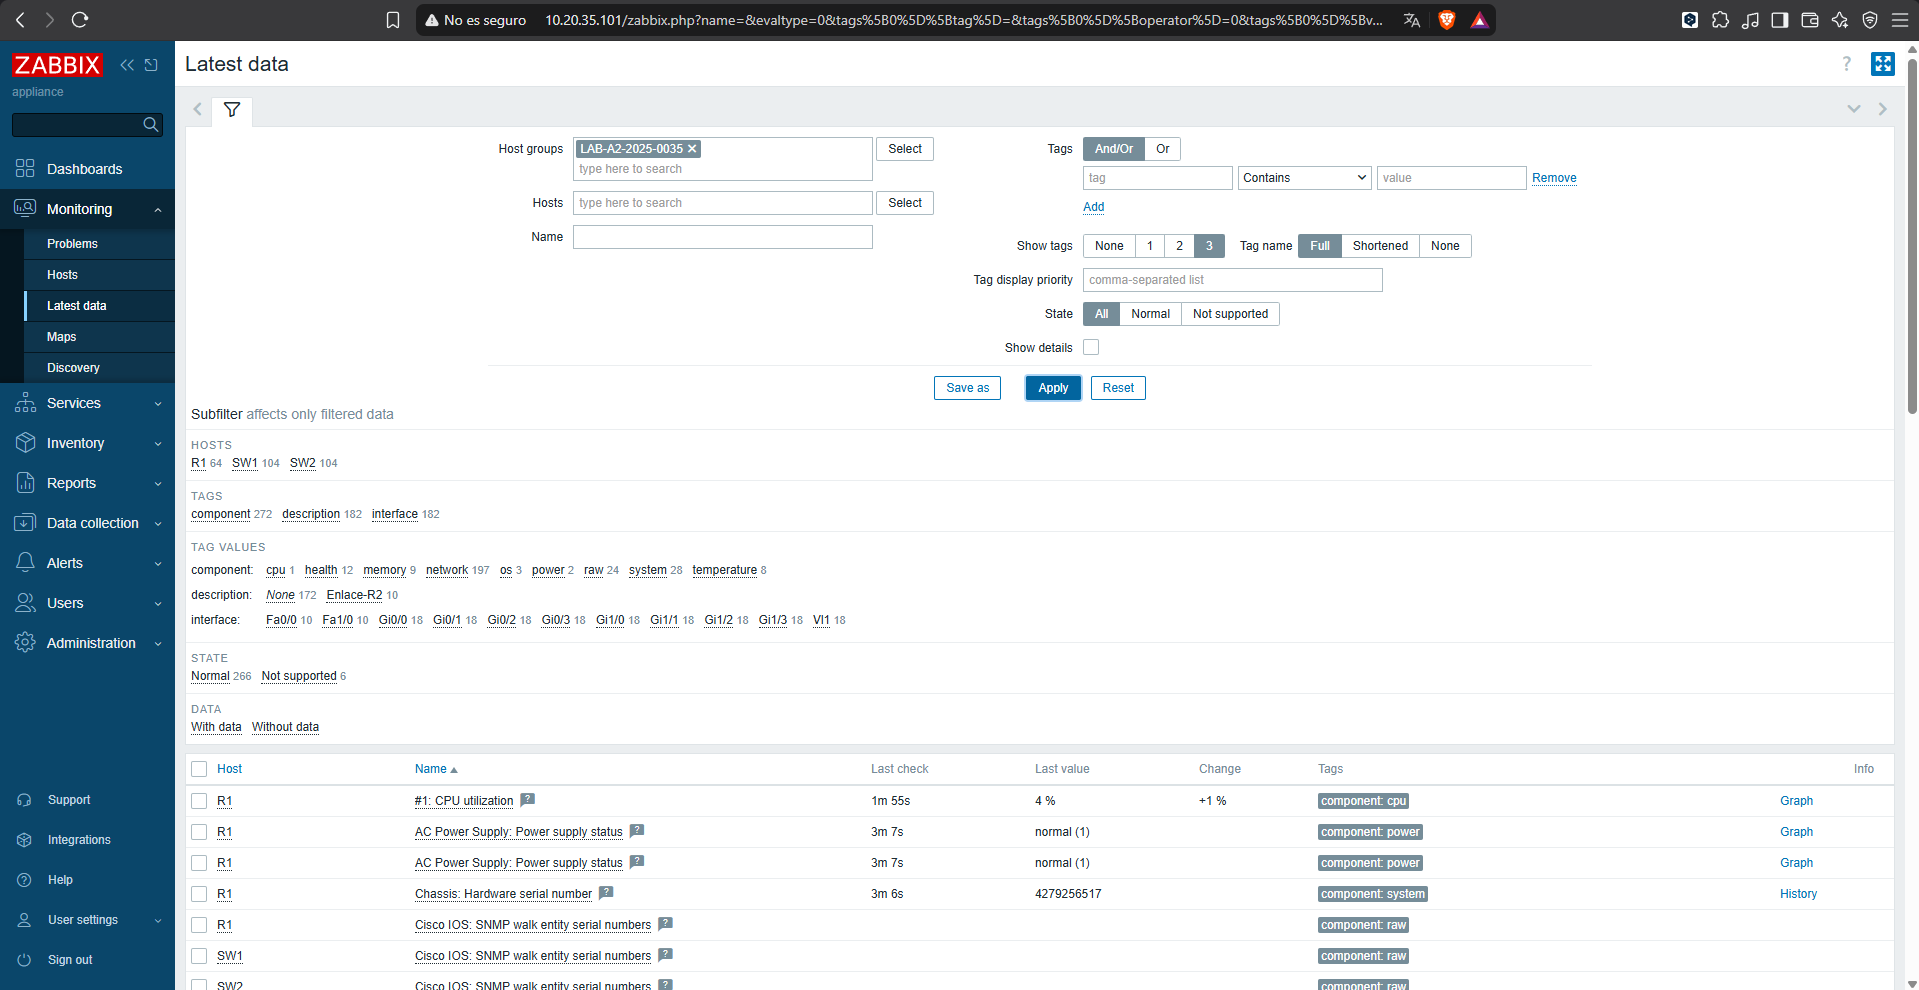 No es seguro 10.20.35.101/zabbix.php?name=&evaltype=0&tags%5B0%5D%5Btag%5D=&tags%5B0%5D%5Boperator%5D=0&tags%5B0%5D%5Bv...
ZABBIX
appliance
Dashboards
Monitoring
Problems
Hosts
Latest data
Maps
Discovery
Services
Inventory
Reports
Data collection
Alerts
Users
Administration
Support
Integrations
Help
User settings
Sign out
Latest data
?
Host groups LAB-A2-2025-0035 Select
type here to search
Hosts type here to search Select
Name
Tags And/Or Or
tag Contains value Remove
Add
Show tags None 1 2 3 Tag name Full Shortened None
Tag display priority comma-separated list
State All Normal Not supported
Show details
Save as Apply Reset
Subfilter affects only filtered data
HOSTS
R1 64 SW1 104 SW2 104
TAGS
component 272 description 182 interface 182
TAG VALUES
component: cpu 1 health 12 memory 9 network 197 os 3 power 2 raw 24 system 28 temperature 8
description: None 172 Enlace-R2 10
interface: Fa0/0 10 Fa1/0 10 Gi0/0 18 Gi0/1 18 Gi0/2 18 Gi0/3 18 Gi1/0 18 Gi1/1 18 Gi1/2 18 Gi1/3 18 Vl1 18
STATE
Normal 266 Not supported 6
DATA
With data Without data
Host Name Last check Last value Change Tags Info
R1 #1: CPU utilization ? 1m 55s 4 % +1 % component: cpu Graph
R1 AC Power Supply: Power supply status ? 3m 7s normal (1) component: power Graph
R1 AC Power Supply: Power supply status ? 3m 7s normal (1) component: power Graph
R1 Chassis: Hardware serial number ? 3m 6s 4279256517 component: system History
R1 Cisco IOS: SNMP walk entity serial numbers ? component: raw
SW1 Cisco IOS: SNMP walk entity serial numbers ? component: raw
SW2 Cisco IOS: SNMP walk entity serial numbers ? component: raw